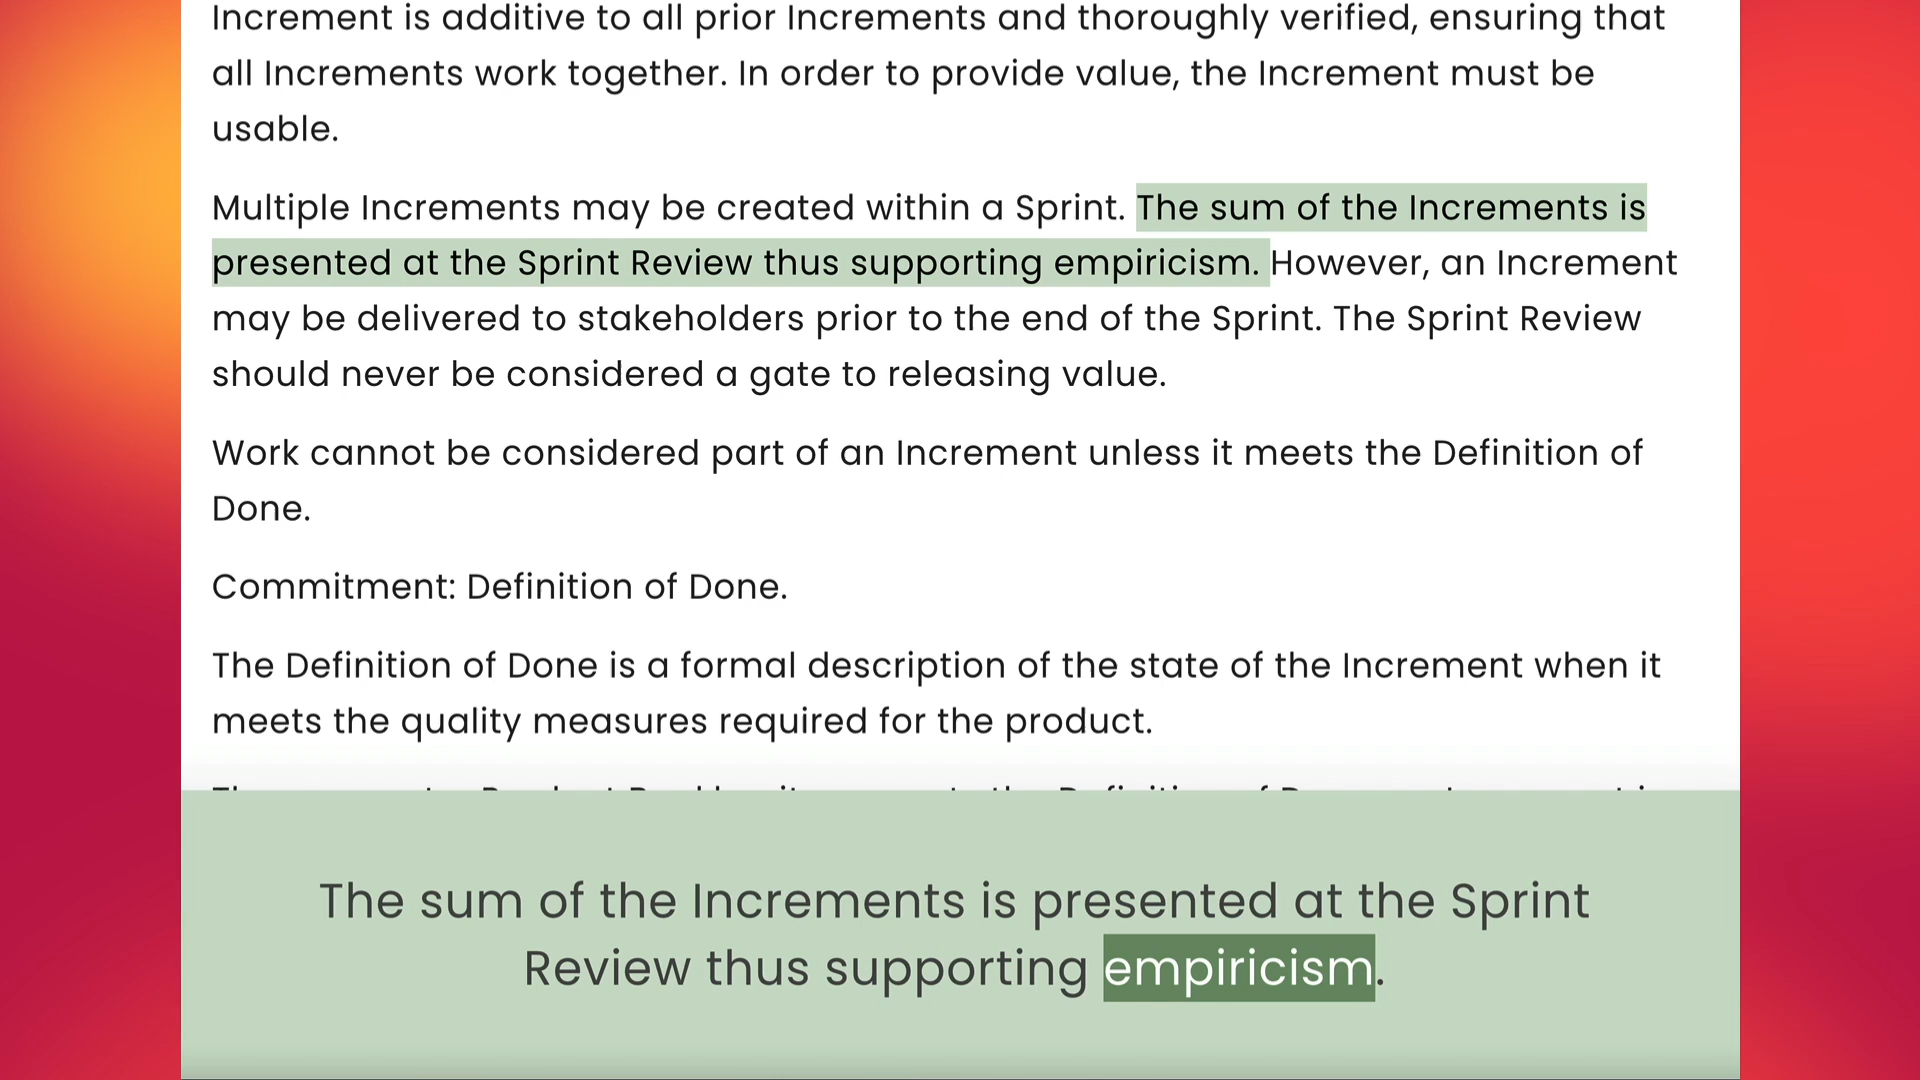 Increment is additive to all prior Increments and thoroughly verified, ensuring that
all Increments work together. In order to provide value, the Increment must be
usable.
Multiple Increments may be created within a Sprint. The sum of the Increments is
presented at the Sprint Review thus supporting empiricism. However, an Increment
may be delivered to stakeholders prior to the end of the Sprint. The Sprint Review
should never be considered a gate to releasing value.
Work cannot be considered part of an Increment unless it meets the Definition of
Done.
Commitment: Definition of Done.
The Definition of Done is a formal description of the state of the Increment when it
meets the quality measures required for the product.
The sum of the Increments is presented at the Sprint
Review thus supporting empiricism.